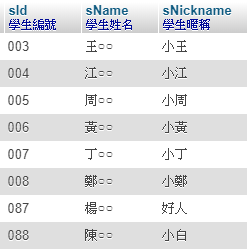 sId sName sNickname
學生編號 學生姓名 學生暱稱
003 王○○ 小王
004 江○○ 小江
005 周○○ 小周
006 黃○○ 小黃
007 丁○○ 小丁
008 鄭○○ 小鄭
087 楊○○ 好人
088 陳○○ 小白